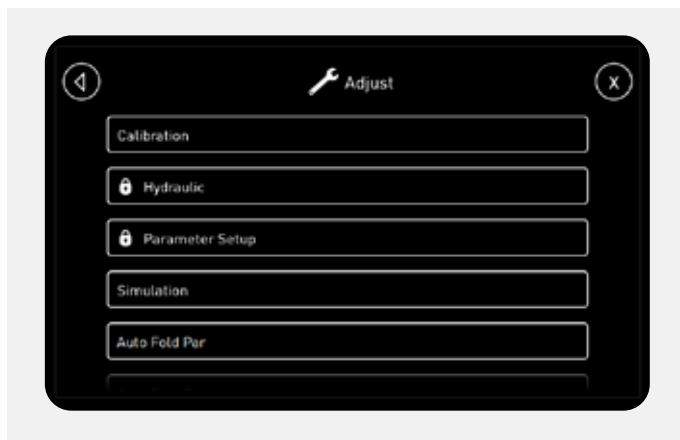 Adjust
X
Calibration
Hydraulic
Parameter Setup
Simulation
Auto Fold Par